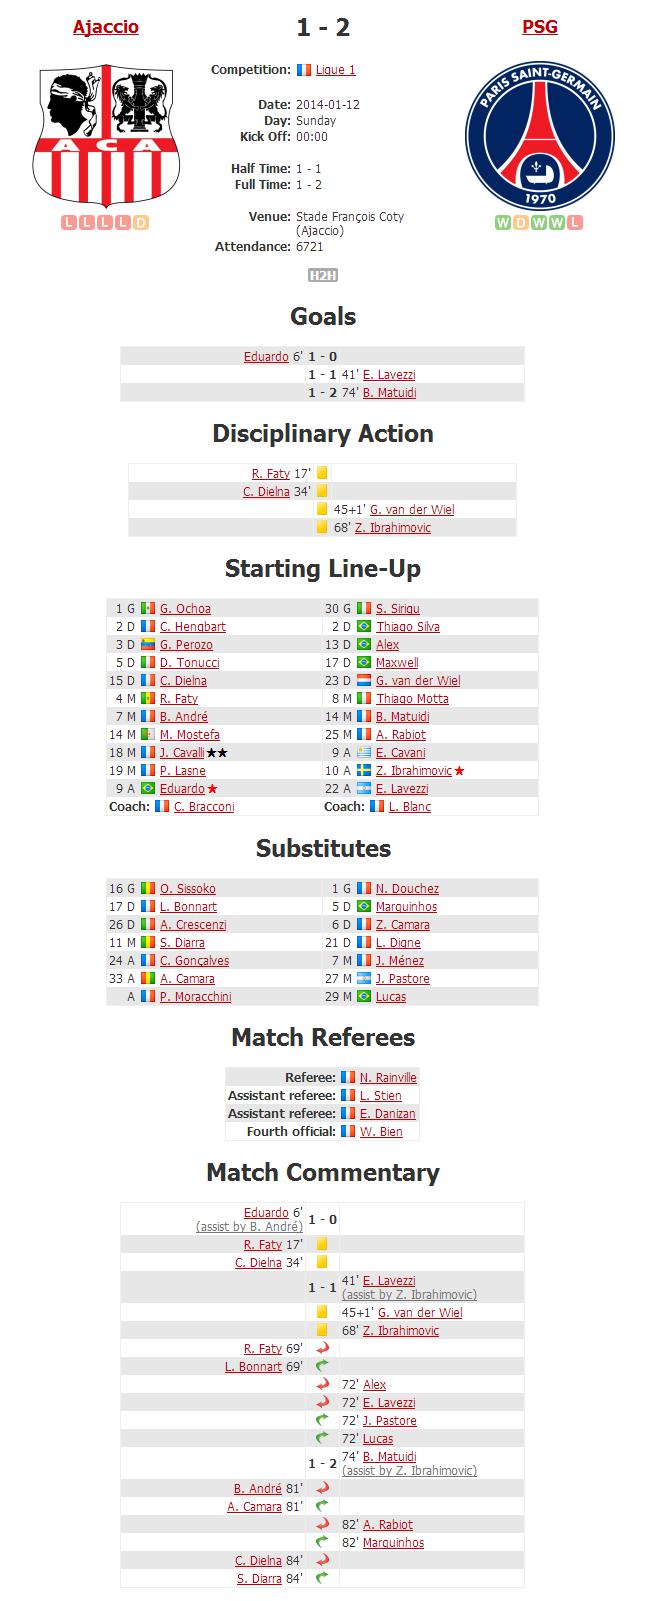 Ajaccio 1 - 2 PSG
Competition: Ligue 1
Date: 2014-01-12
Day: Sunday
Kick Off: 00:00
Half Time: 1 - 1
Full Time: 1 - 2
Venue: Stade François Coty
(Ajaccio)
Attendance: 6721
A C A
PARIS SAINT-GERMAIN
1970
L L L L D
W D W W L
H2H
Goals
Eduardo 6' 1 - 0
1 - 1 41' E. Lavezzi
1 - 2 74' B. Matuidi
Disciplinary Action
R. Faty 17'
C. Dielna 34'
45+1' G. van der Wiel
68' Z. Ibrahimovic
Starting Line-Up
1 G G. Ochoa 30 G S. Sirigu
2 D C. Hengbart 2 D Thiago Silva
3 D G. Perozo 13 D Alex
5 D D. Tonucci 17 D Maxwell
15 D C. Dielna 23 D G. van der Wiel
4 M R. Faty 8 M Thiago Motta
7 M B. André 14 M B. Matuidi
14 M M. Mostefa 25 M A. Rabiot
18 M J. Cavalli★★ 9 A E. Cavani
19 M P. Lasne 10 A Z. Ibrahimovic★
9 A Eduardo★ 22 A E. Lavezzi
Coach: C. Bracconi Coach: L. Blanc
Substitutes
16 G O. Sissoko 1 G N. Douchez
17 D L. Bonnart 5 D Marquinhos
26 D A. Crescenzi 6 D Z. Camara
11 M S. Diarra 21 D L. Digne
24 A C. Gonçalves 7 M J. Ménez
33 A A. Camara 27 M J. Pastore
A P. Moracchini 29 M Lucas
Match Referees
Referee: N. Rainville
Assistant referee: L. Stien
Assistant referee: E. Danizan
Fourth official: W. Bien
Match Commentary
Eduardo 6' 1 - 0
(assist by B. André)
R. Faty 17'
C. Dielna 34'
1 - 1 41' E. Lavezzi
(assist by Z. Ibrahimovic)
45+1' G. van der Wiel
68' Z. Ibrahimovic
R. Faty 69'
L. Bonnart 69'
72' Alex
72' E. Lavezzi
72' J. Pastore
72' Lucas
1 - 2 74' B. Matuidi
(assist by Z. Ibrahimovic)
B. André 81'
A. Camara 81'
82' A. Rabiot
82' Marquinhos
C. Dielna 84'
S. Diarra 84'